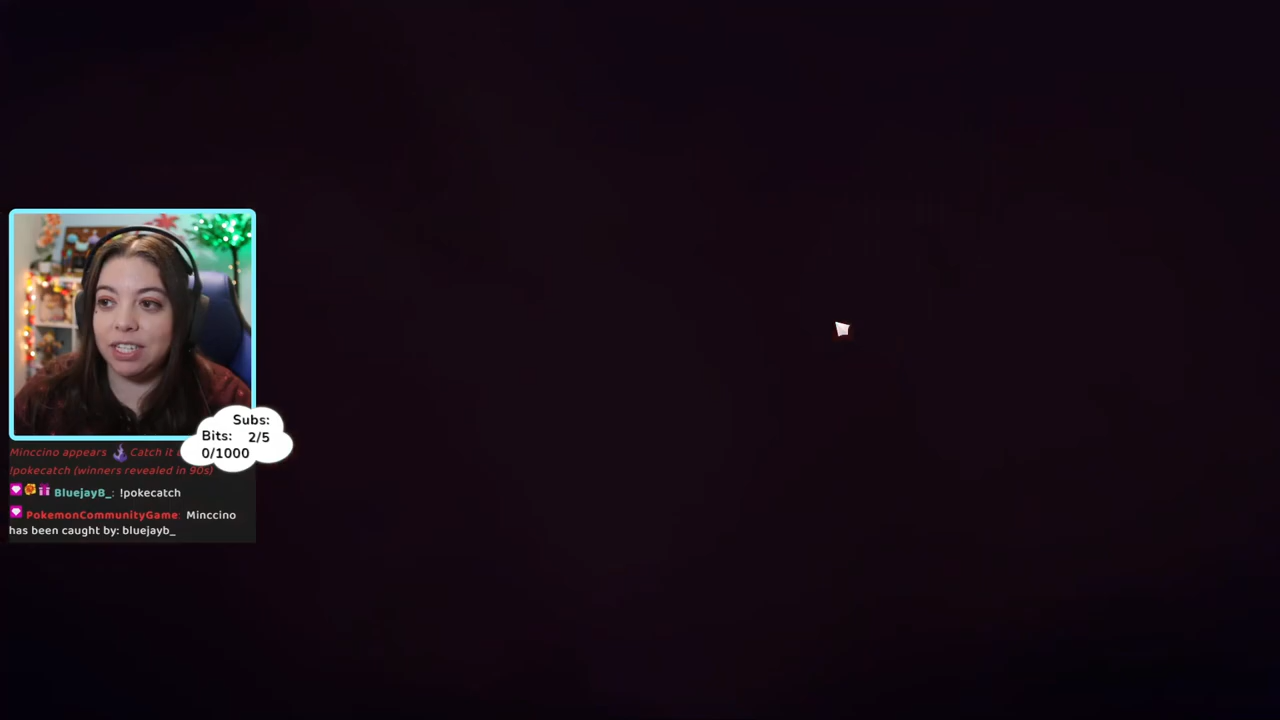 Subs:
Bits: 2/5
0/1000
Minccino appears Catch it
!pokecatch (winners revealed in 90s)
BluejayB_: !pokecatch
PokemonCommunityGame: Minccino
has been caught by: bluejayb_